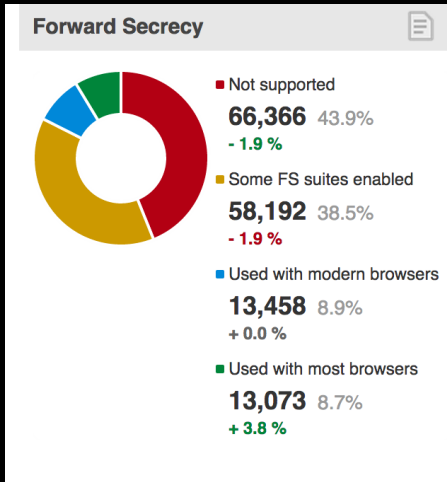 Forward Secrecy
Not supported
66,366 43.9%
- 1.9 %
Some FS suites enabled
58,192 38.5%
- 1.9 %
Used with modern browsers
13,458 8.9%
+ 0.0 %
Used with most browsers
13,073 8.7%
+ 3.8 %